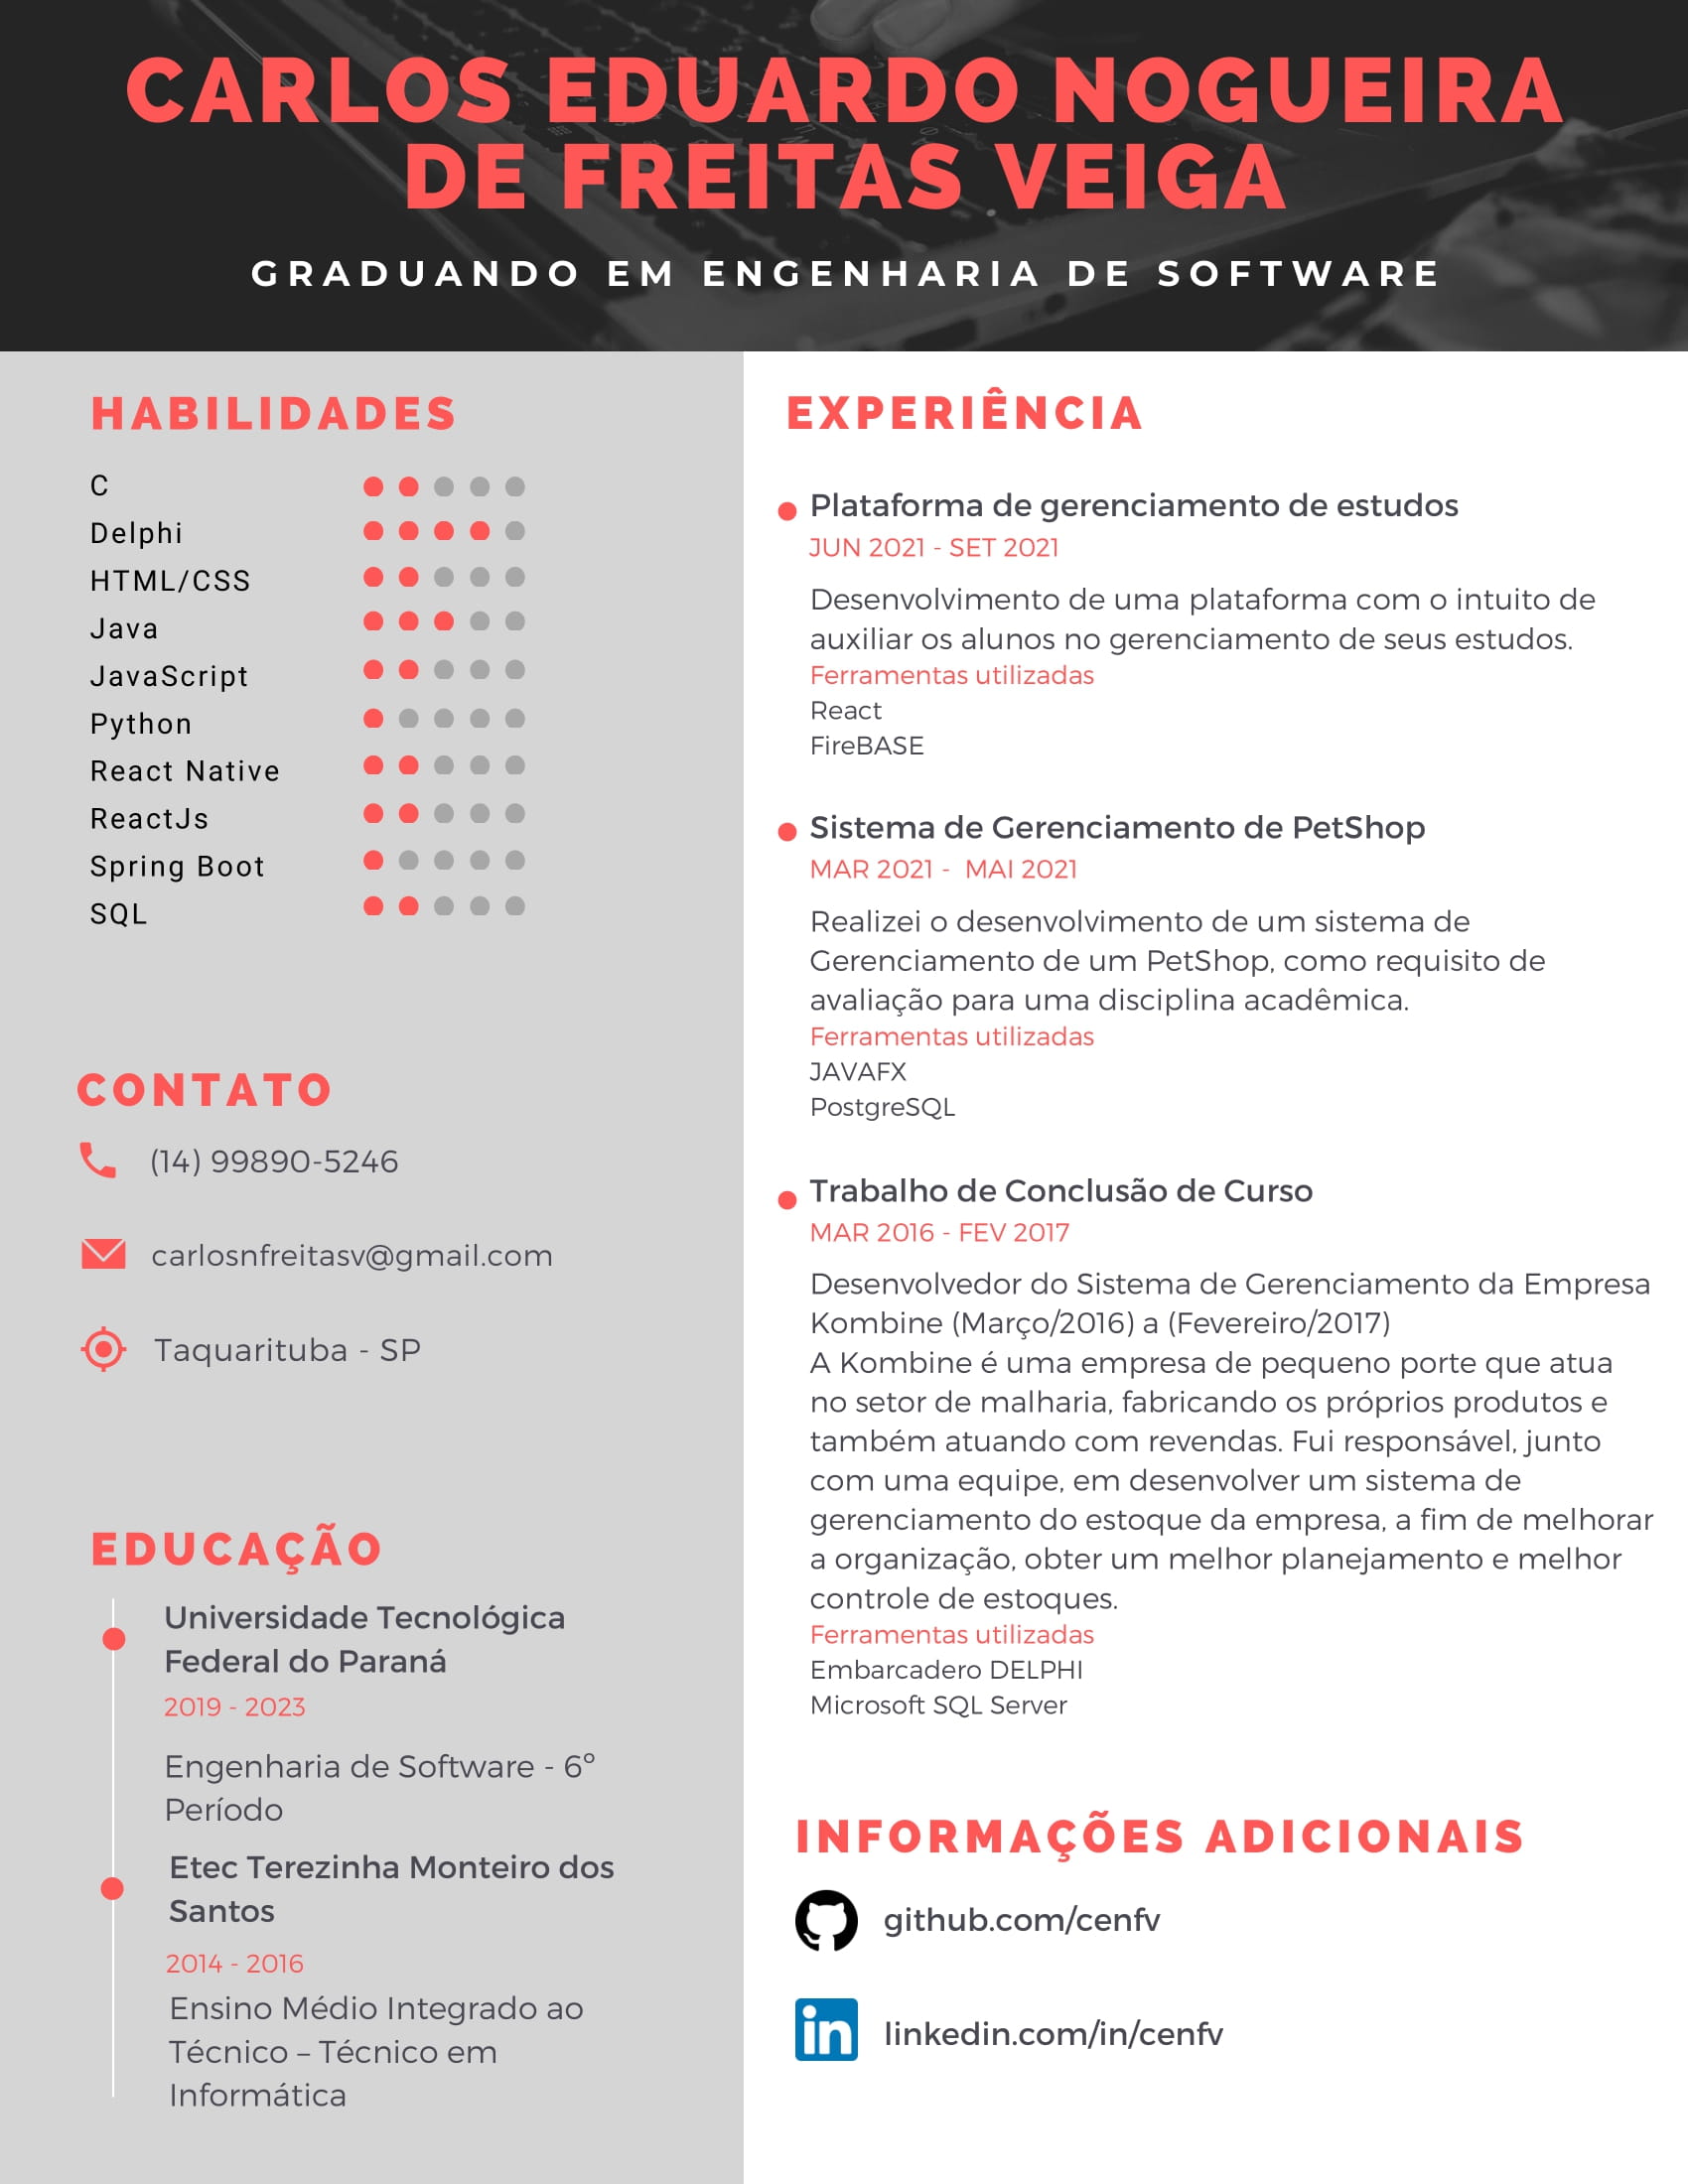 CARLOS EDUARDO NOGUEIRA
DE FREITAS VEIGA
GRADUANDO EM ENGENHARIA DE SOFTWARE
HABILIDADES
C
Delphi
HTML/CSS
Java
JavaScript
Python
React Native
ReactJs
Spring Boot
SQL
CONTATO
(14) 99890-5246
carlosnfreitasv@gmail.com
Taquarituba - SP
EDUCAÇÃO
Universidade Tecnológica
Federal do Paraná
2019 - 2023
Engenharia de Software - 6º
Período
Etec Terezinha Monteiro dos
Santos
2014 - 2016
Ensino Médio Integrado ao
Técnico – Técnico em
Informática
EXPERIÊNCIA
Plataforma de gerenciamento de estudos
JUN 2021 - SET 2021
Desenvolvimento de uma plataforma com o intuito de
auxiliar os alunos no gerenciamento de seus estudos.
Ferramentas utilizadas
React
FireBASE
Sistema de Gerenciamento de PetShop
MAR 2021 -  MAI 2021
Realizei o desenvolvimento de um sistema de
Gerenciamento de um PetShop, como requisito de
avaliação para uma disciplina acadêmica.
Ferramentas utilizadas
JAVAFX
PostgreSQL
Trabalho de Conclusão de Curso
MAR 2016 - FEV 2017
Desenvolvedor do Sistema de Gerenciamento da Empresa
Kombine (Março/2016) a (Fevereiro/2017)
A Kombine é uma empresa de pequeno porte que atua
no setor de malharia, fabricando os próprios produtos e
também atuando com revendas. Fui responsável, junto
com uma equipe, em desenvolver um sistema de
gerenciamento do estoque da empresa, a fim de melhorar
a organização, obter um melhor planejamento e melhor
controle de estoques.
Ferramentas utilizadas
Embarcadero DELPHI
Microsoft SQL Server
INFORMAÇÕES ADICIONAIS
github.com/cenfv
in
linkedin.com/in/cenfv